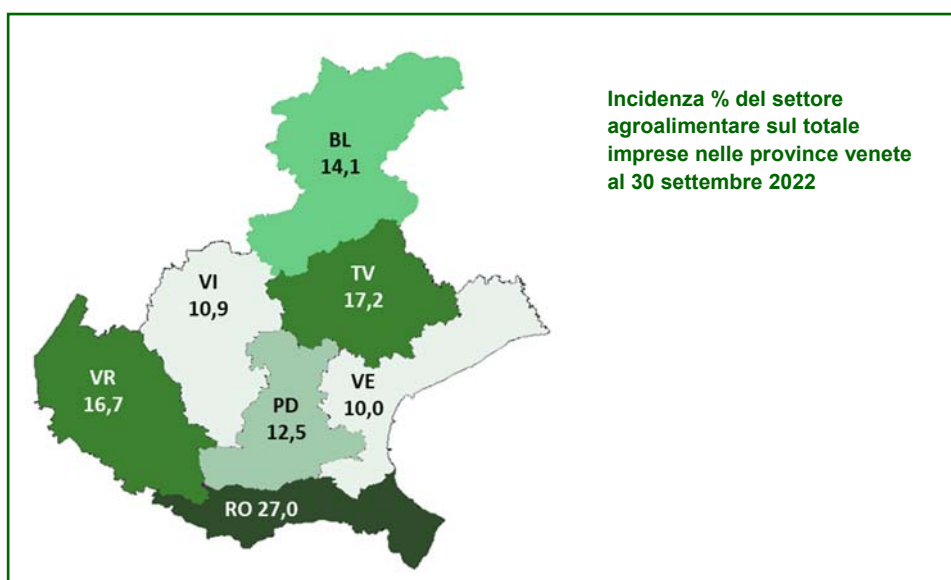 Incidenza % del settore
agroalimentare sul totale
imprese nelle province venete
al 30 settembre 2022
BL
14,1
TV
17,2
VI
10,9
VR
16,7
VE
10,0
PD
12,5
RO 27,0